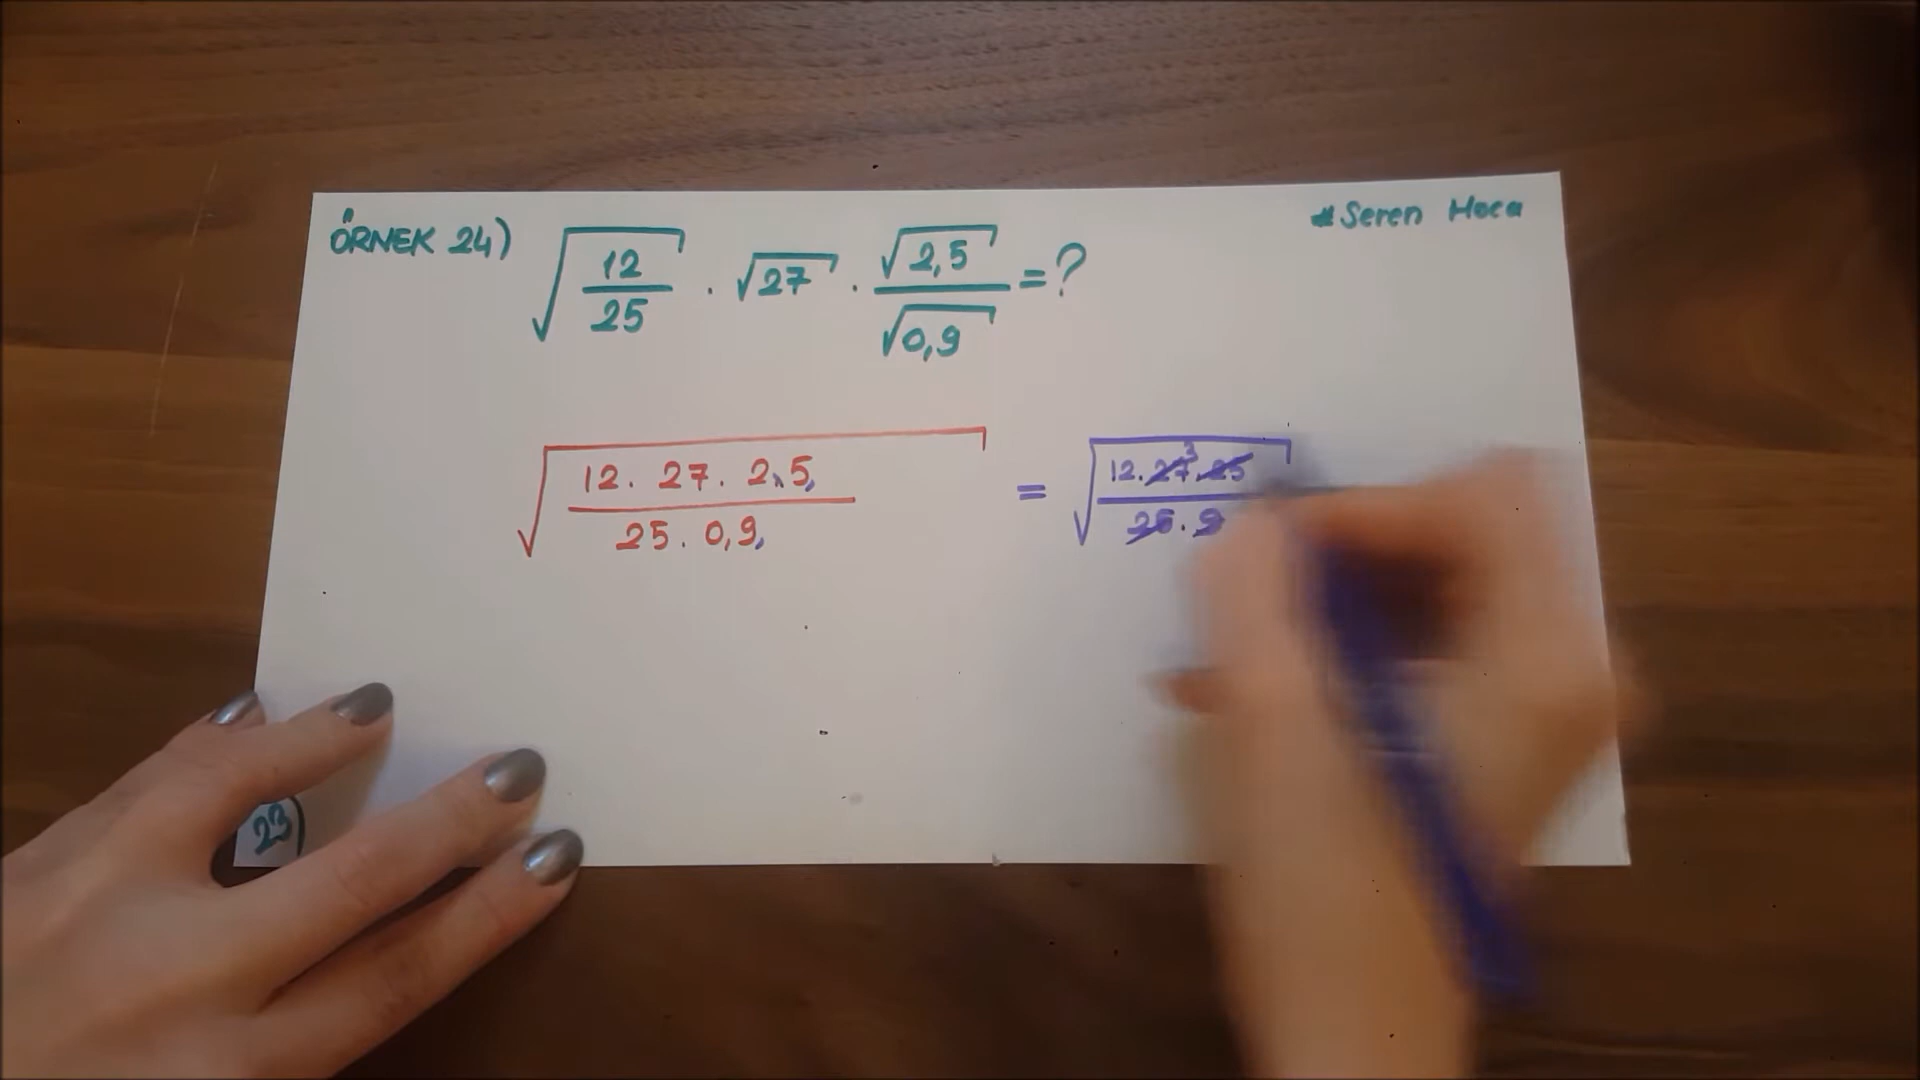 ÖRNEK 24) √(12/25) . √27 . √2,5/√0,9 = ?
#Seren Hoca
√(12. 27. 2,5, / 25. 0,9,) = √(12.27³.25 / 25.9)
23